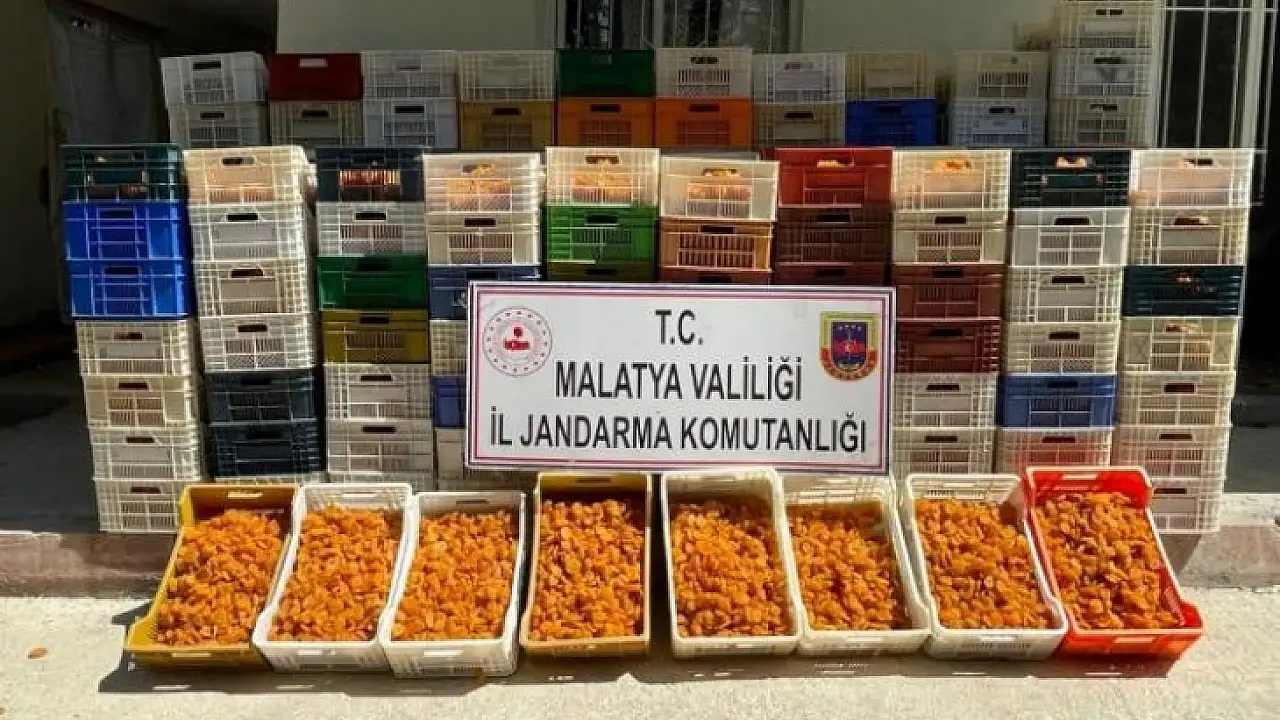 T.C.
MALATYA VALİLİĞİ
İL JANDARMA KOMUTANLIĞI